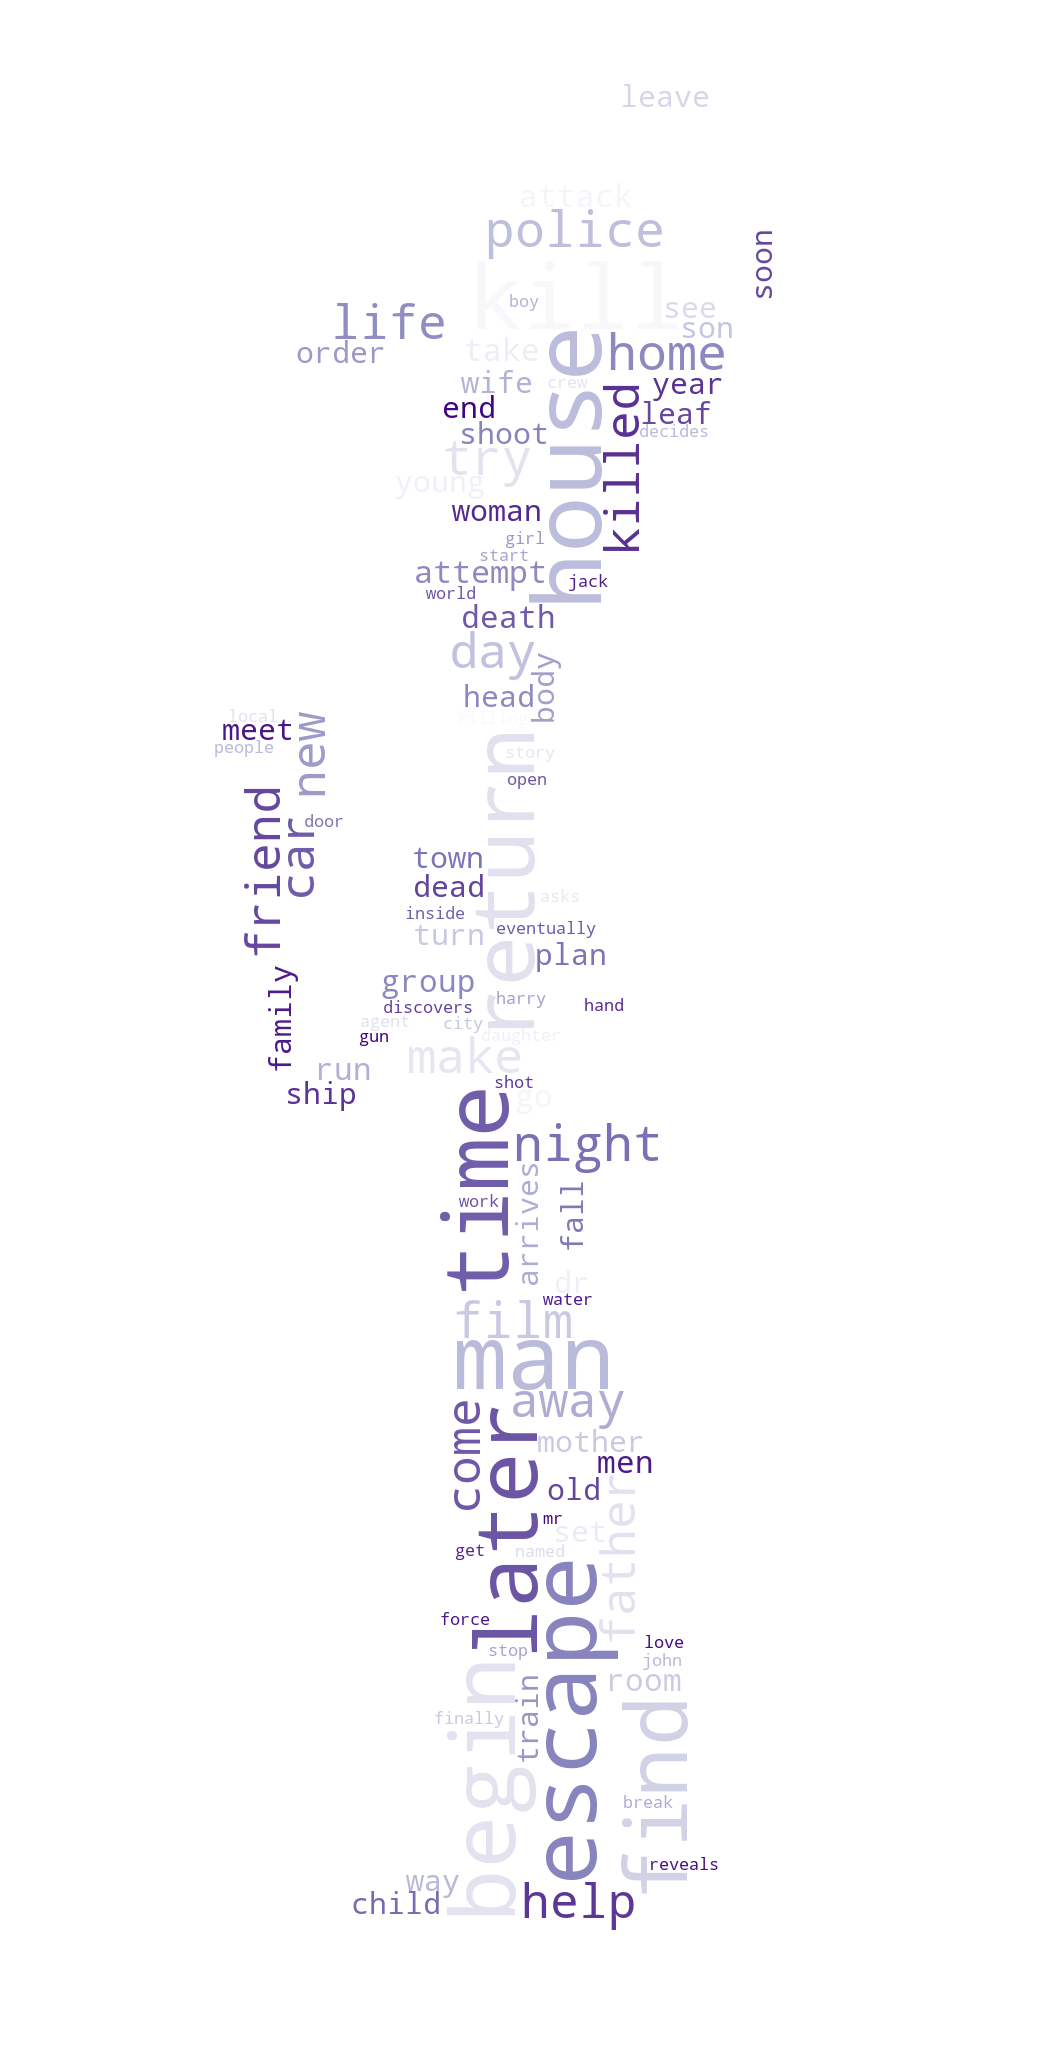 leave
attack
police
soon
kill
boy
life
see
son
order
take
home
wife
crew
house
killed
year
end
leaf
shoot
decides
try
young
woman
girl
start
attempt
jack
world
death
day
body
head
local
killing
meet
new
people
return
story
open
friend
car
door
town
dead
asks
inside
eventually
turn
plan
family
group
harry
discovers
hand
agent
city
gun
daughter
make
run
shot
ship
go
time
night
arrives
work
fall
dr
water
film
man
away
come
later
mother
men
father
old
mr
set
get
named
escape
force
love
stop
john
begin
room
train
find
finally
break
reveals
way
child
help